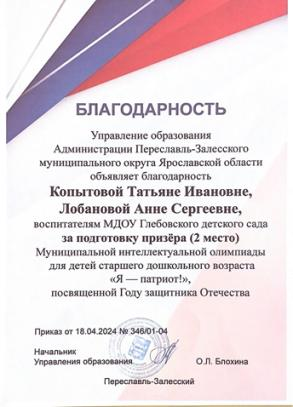 БЛАГОДАРНОСТЬ
Управление образования
Администрации Переславль-Залесского
муниципального округа Ярославской области
объявляет благодарность
Копытовой Татьяне Ивановне,
Лобановой Анне Сергеевне,
воспитателям МДОУ Глебовского детского сада
за подготовку призёра (2 место)
Муниципальной интеллектуальной олимпиады
для детей старшего дошкольного возраста
«Я — патриот!»,
посвященной Году защитника Отечества
Приказ от 18.04.2024 № 346/01-04
Начальник
Управления образования О.Л. Блохина
Переславль-Залесский